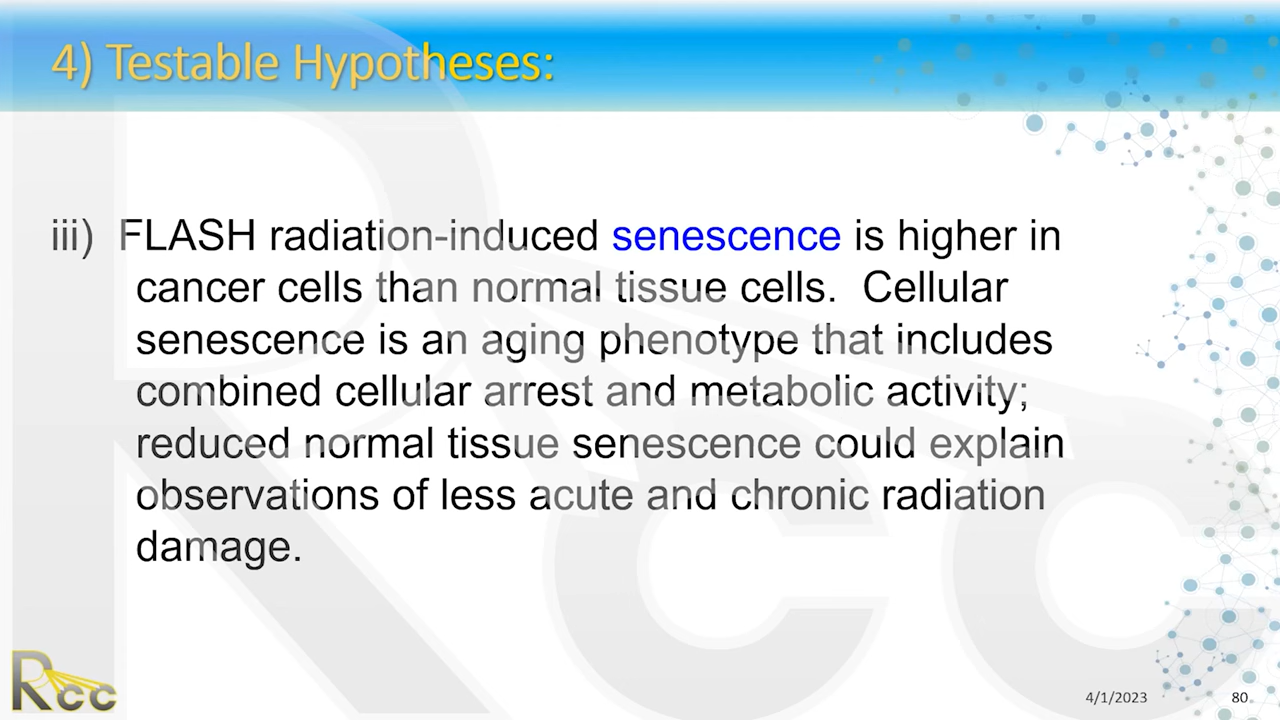 4) Testable Hypotheses:
iii) FLASH radiation-induced senescence is higher in
cancer cells than normal tissue cells. Cellular
senescence is an aging phenotype that includes
combined cellular arrest and metabolic activity;
reduced normal tissue senescence could explain
observations of less acute and chronic radiation
damage.
Rcc
Rcc
4/1/2023
80